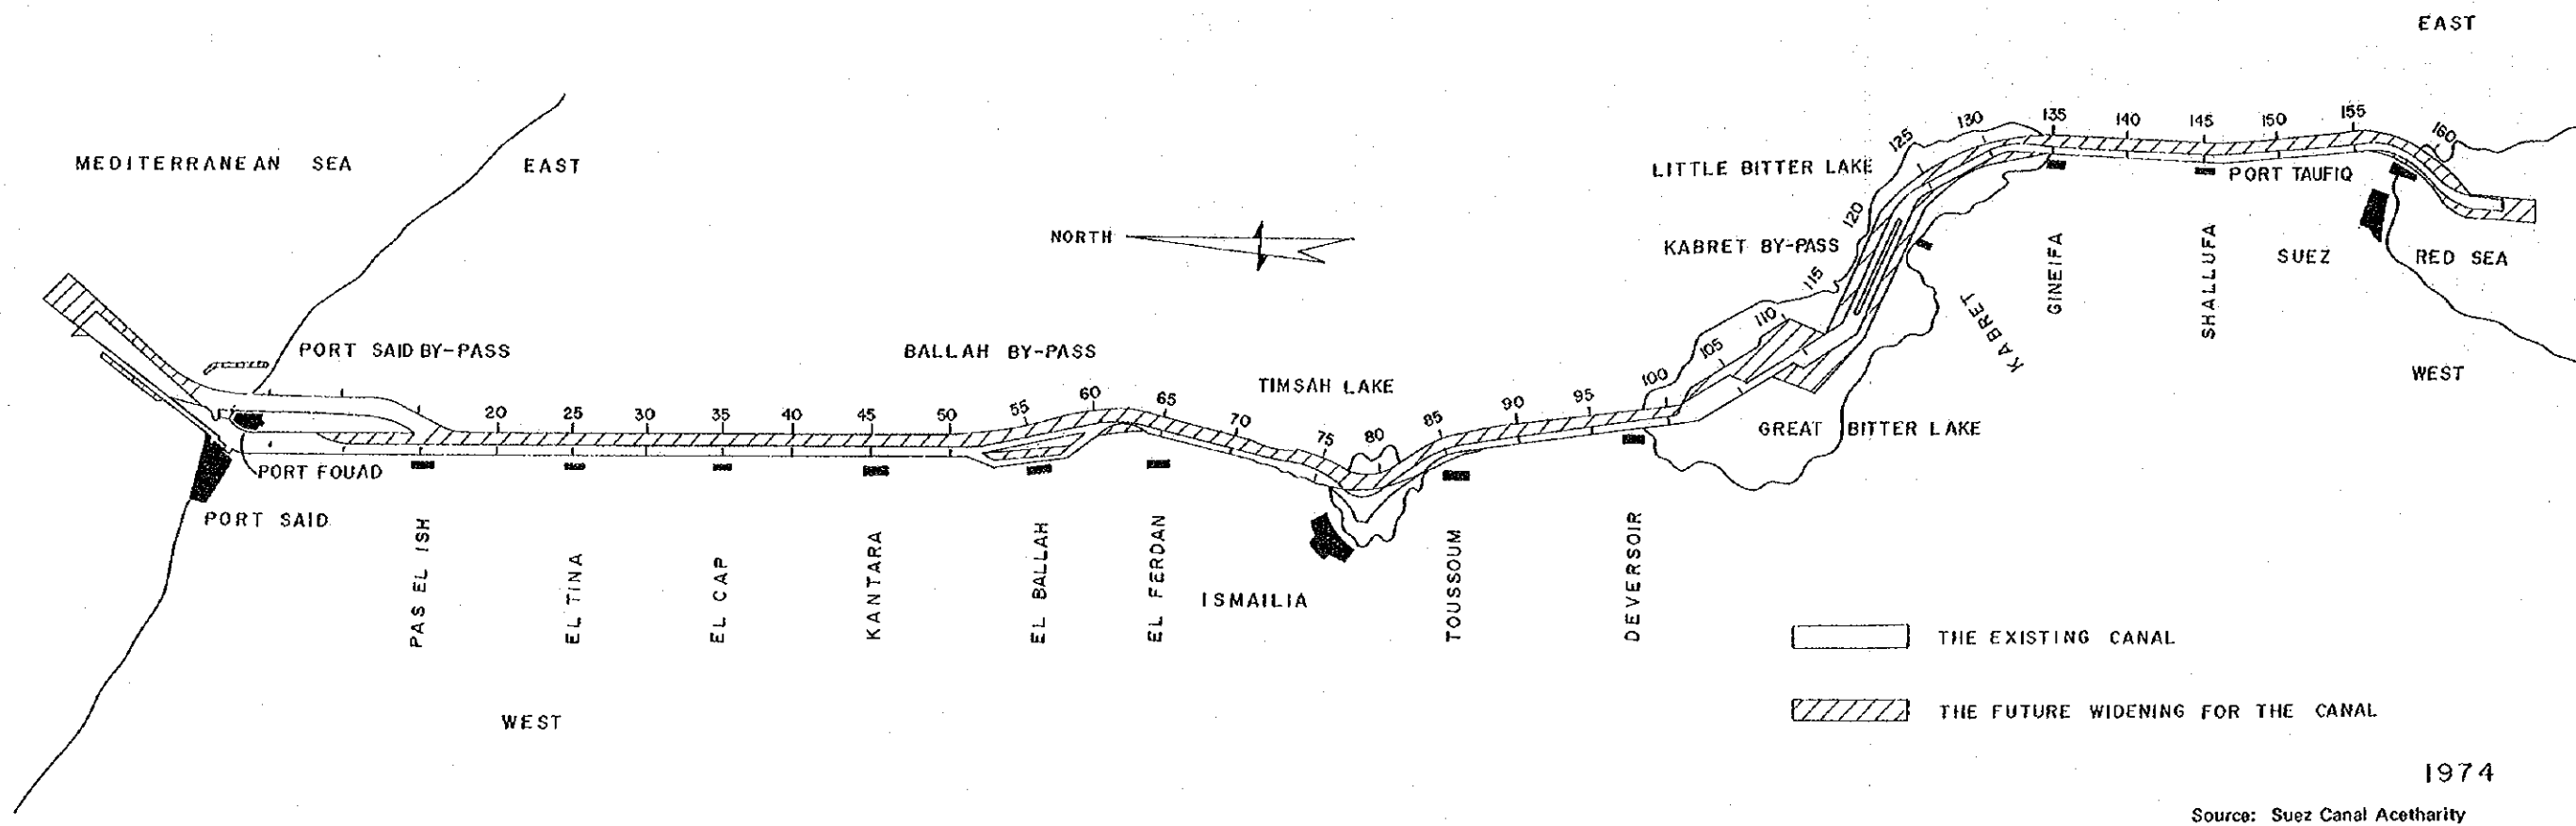 EAST
MEDITERRANEAN SEA
EAST
NORTH
LITTLE BITTER LAKE
KABRET BY-PASS
PORT TAUFIQ
SUEZ
RED SEA
WEST
KABRET
GINEIFA
SHALLUFA
PORT SAID BY-PASS
BALLAH BY-PASS
TIMSAH LAKE
GREAT BITTER LAKE
20 25 30 35 40 45 50 55 60 65 70 75 80 85 90 95 100 105 110 115 120 125 130 135 140 145 150 155 160
PORT FOUAD
PORT SAID
PAS EL ISH
EL TINA
EL CAP
KANTARA
EL BALLAH
EL FERDAN
ISMAILIA
TOUSSOUM
DEVERSOIR
WEST
THE EXISTING CANAL
THE FUTURE WIDENING FOR THE CANAL
1974
Source: Suez Canal Acetharity